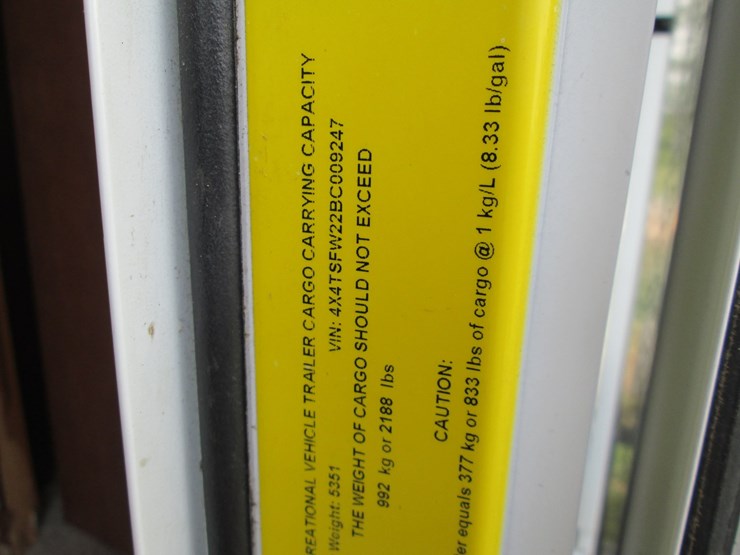 REATIONAL VEHICLE TRAILER CARGO CARRYING CAPACITY
Weight: 5351 VIN: 4X4TSFW22BC009247
THE WEIGHT OF CARGO SHOULD NOT EXCEED
992 kg or 2188 lbs
CAUTION:
er equals 377 kg or 833 lbs of cargo @ 1 kg/L (8.33 lb/gal)